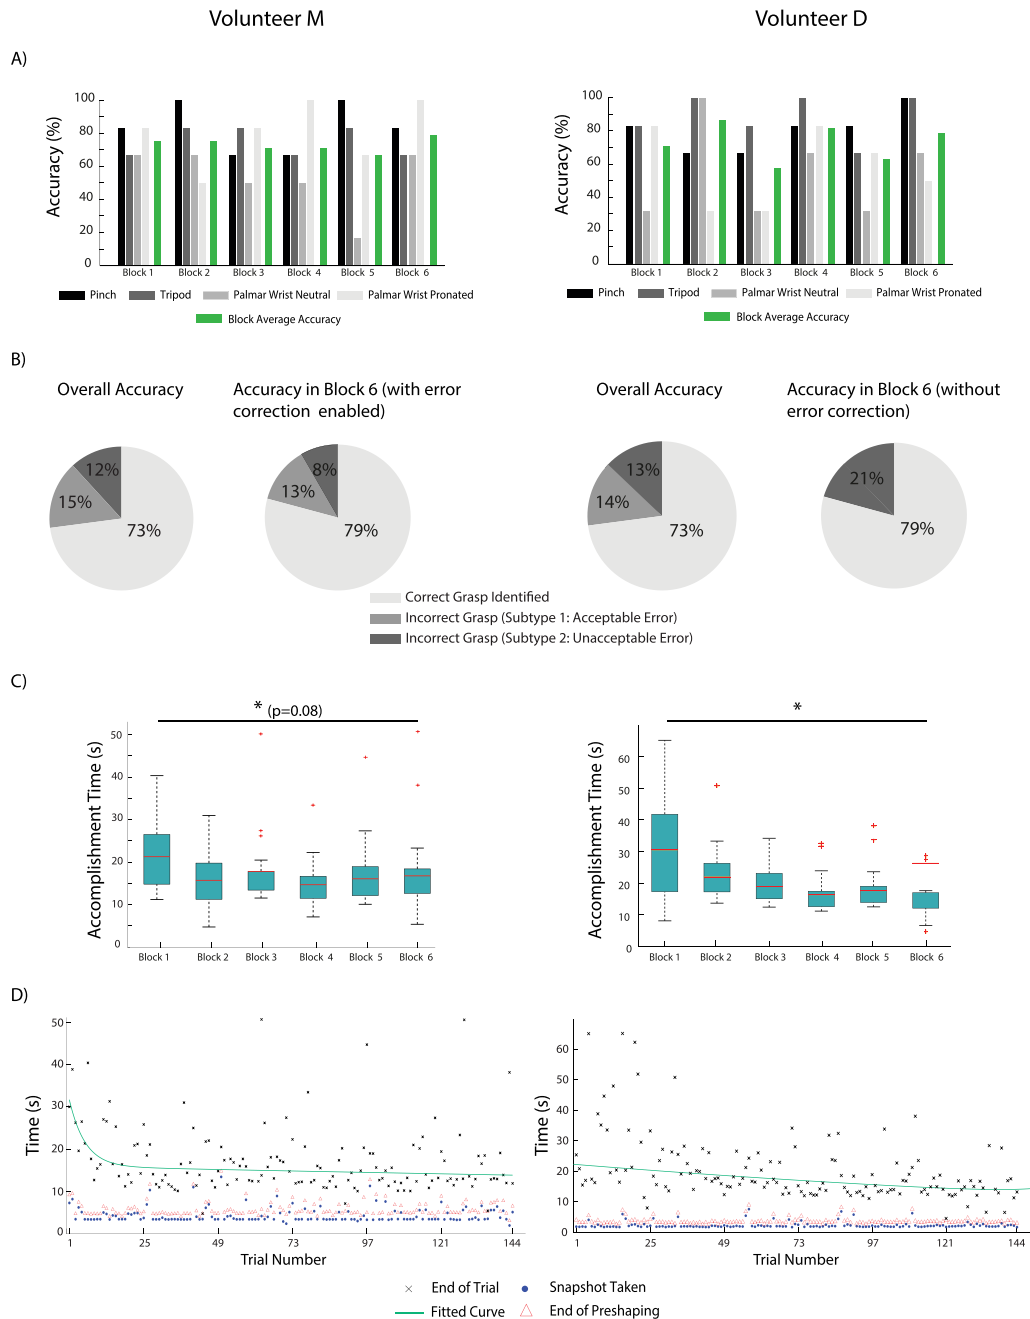 Volunteer M
Volunteer D
A)
Accuracy (%)
100
80
60
40
20
0
Block 1
Block 2
Block 3
Block 4
Block 5
Block 6
Pinch
Tripod
Palmar Wrist Neutral
Palmar Wrist Pronated
Block Average Accuracy
Accuracy (%)
100
80
60
40
20
0
Block 1
Block 2
Block 3
Block 4
Block 5
Block 6
Pinch
Tripod
Palmar Wrist Neutral
Palmar Wrist Pronated
Block Average Accuracy
B)
Overall Accuracy
Accuracy in Block 6 (with error
correction enabled)
Overall Accuracy
Accuracy in Block 6 (without
error correction)
12%
15%
73%
8%
13%
79%
13%
14%
73%
21%
79%
Correct Grasp Identified
Incorrect Grasp (Subtype 1: Acceptable Error)
Incorrect Grasp (Subtype 2: Unacceptable Error)
C)
* (p=0.08)
Accomplishment Time (s)
50
40
30
20
10
0
Block 1
Block 2
Block 3
Block 4
Block 5
Block 6
*
Accomplishment Time (s)
60
50
40
30
20
10
0
Block 1
Block 2
Block 3
Block 4
Block 5
Block 6
D)
Time (s)
50
40
30
20
10
0
1
25
49
73
97
121
144
Trial Number
Time (s)
60
50
40
30
20
10
0
1
25
49
73
97
121
144
Trial Number
End of Trial
Snapshot Taken
Fitted Curve
End of Preshaping